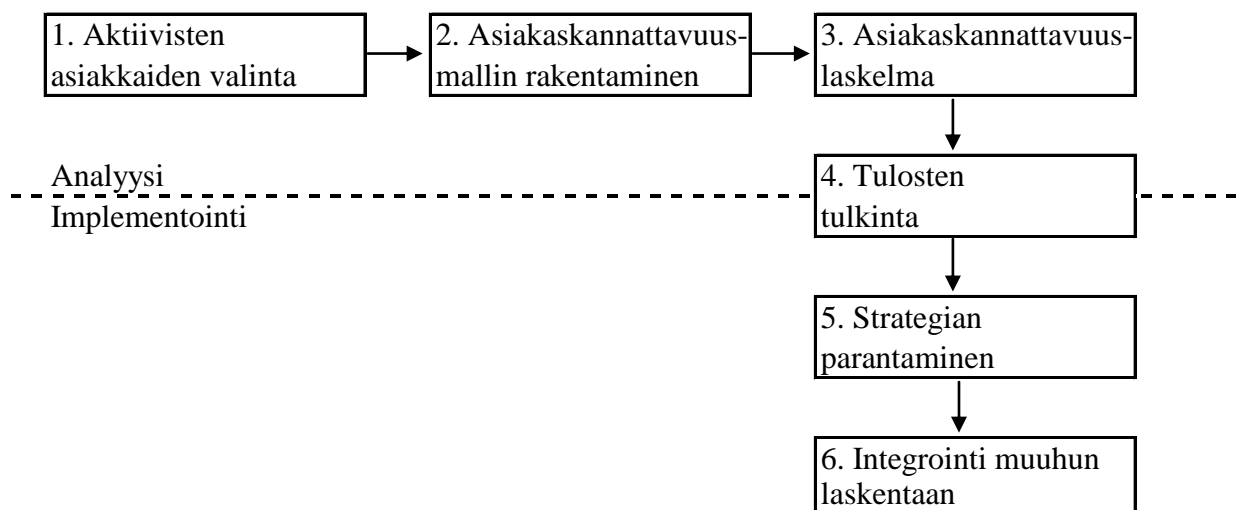 1. Aktiivisten
asiakkaiden valinta
2. Asiakaskannattavuus-
mallin rakentaminen
3. Asiakaskannattavuus-
laskelma
Analyysi
Implementointi
4. Tulosten
tulkinta
5. Strategian
parantaminen
6. Integrointi muuhun
laskentaan